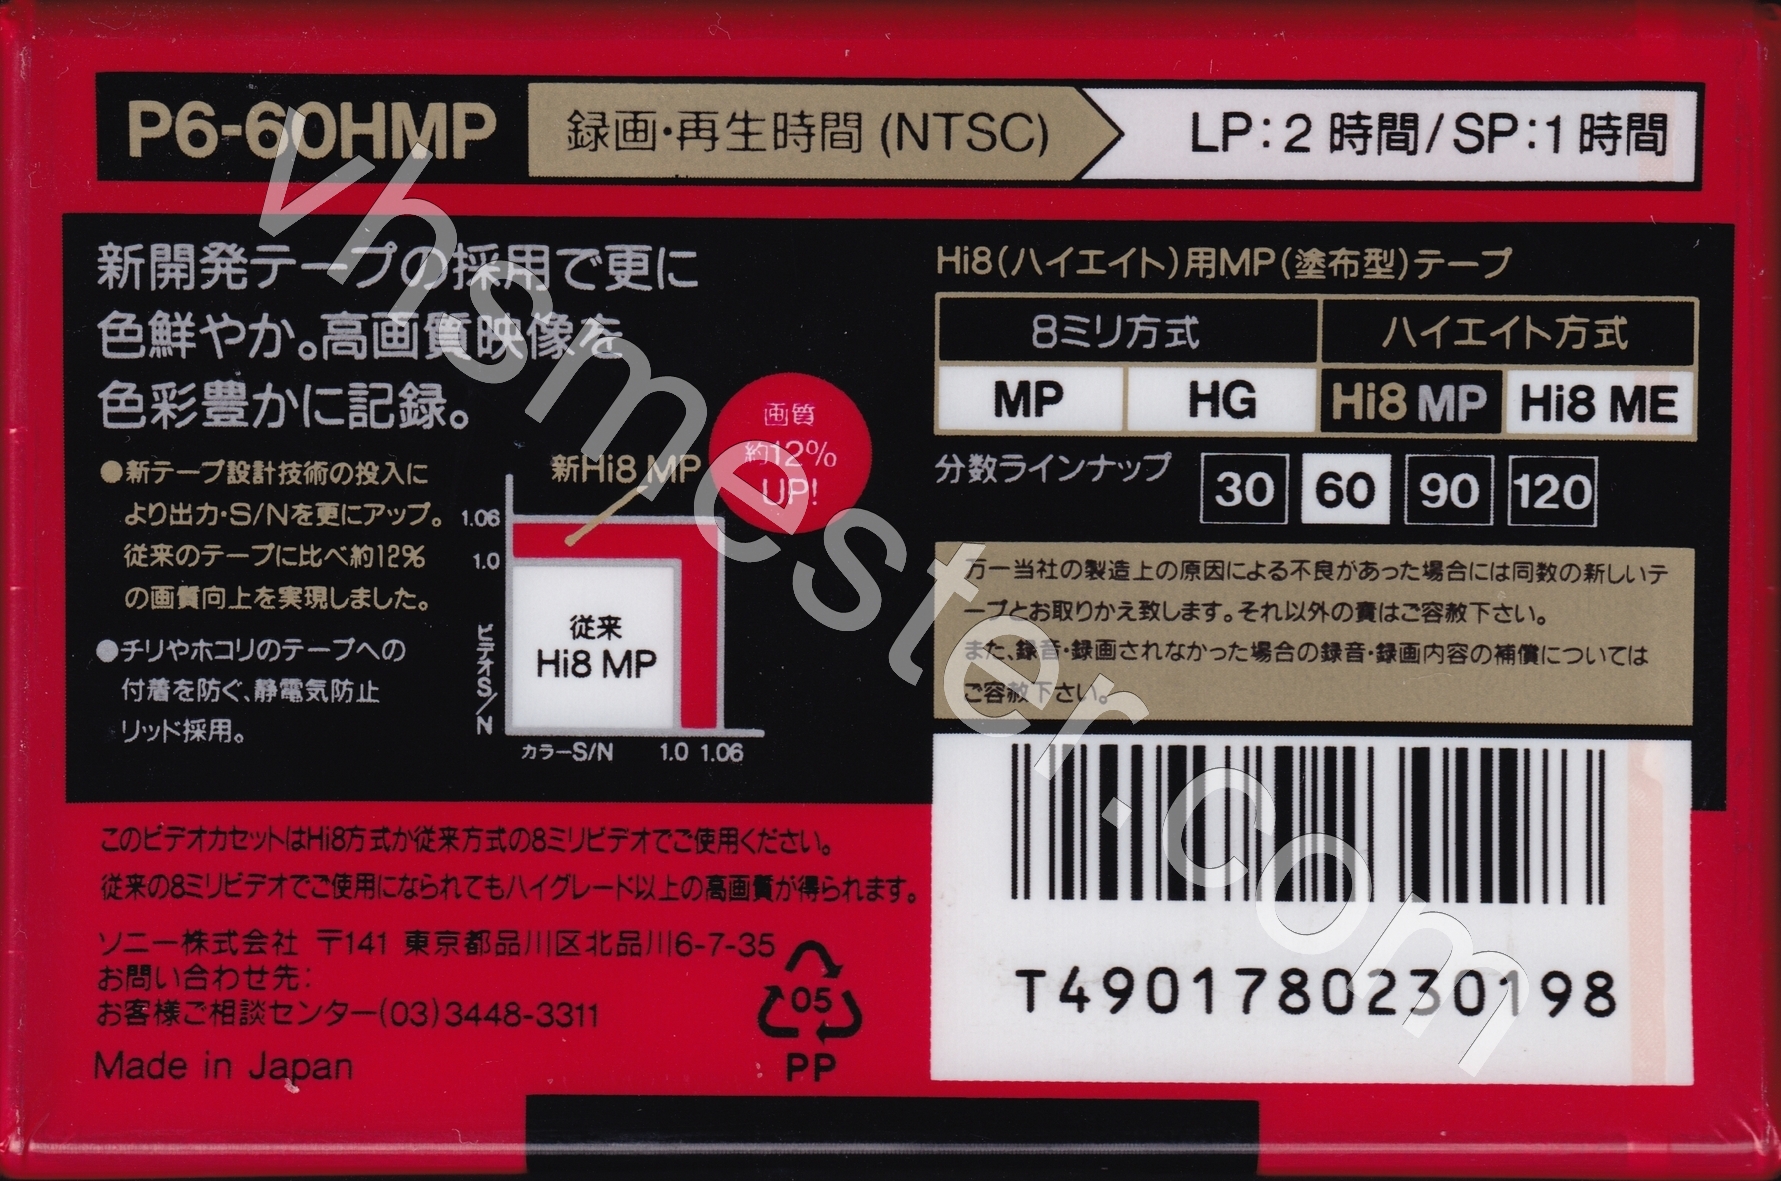 P6-60HMP 録画・再生時間 (NTSC) LP:2時間/SP:1時間
新開発テープの採用で更に
色鮮やか。高画質映像を
色彩豊かに記録。
●新テープ設計技術の投入に
より出力・S/Nを更にアップ。
従来のテープに比べ約12%
の画質向上を実現しました。
●チリやホコリのテープへの
付着を防ぐ、静電気防止
リッド採用。
新Hi8 MP
画質
約12%
UP!
1.06
1.0
従来
Hi8 MP
ビデオS/N
カラーS/N 1.0 1.06
Hi8(ハイエイト)用MP(塗布型)テープ
8ミリ方式 ハイエイト方式
MP HG Hi8 MP Hi8 ME
分数ラインナップ 30 60 90 120
万一当社の製造上の原因による不良があった場合には同数の新しいテ
ープとお取りかえ致します。それ以外の責はご容赦下さい。
また、録音・録画されなかった場合の録音・録画内容の補償については
ご容赦下さい。
このビデオカセットはHi8方式か従来方式の8ミリビデオでご使用ください。
従来の8ミリビデオでご使用になられてもハイグレード以上の高画質が得られます。
ソニー株式会社 〒141 東京都品川区北品川6-7-35
お問い合わせ先:
お客様ご相談センター(03)3448-3311
Made in Japan
05
PP
T4901780230198
vhsmester.com